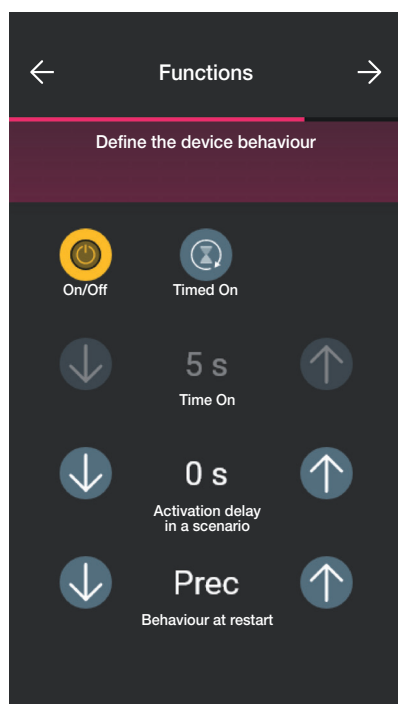 Functions
Define the device behaviour
On/Off
Timed On
5 s
Time On
0 s
Activation delay
in a scenario
Prec
Behaviour at restart